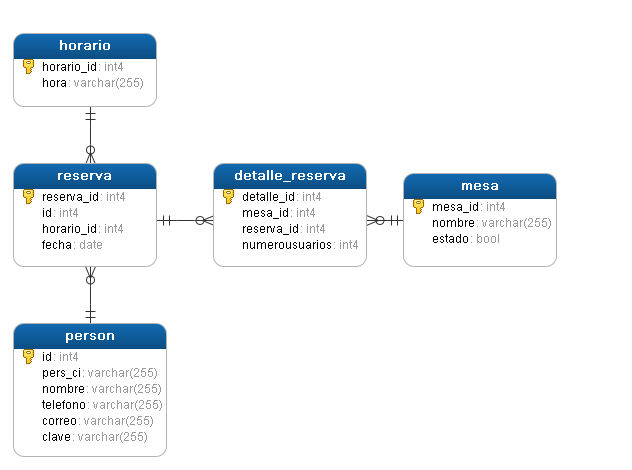 horario
horario_id: int4
hora: varchar(255)
reserva
reserva_id: int4
id: int4
horario_id: int4
fecha: date
detalle_reserva
detalle_id: int4
mesa_id: int4
reserva_id: int4
numerousuarios: int4
mesa
mesa_id: int4
nombre: varchar(255)
estado: bool
person
id: int4
pers_ci: varchar(255)
nombre: varchar(255)
telefono: varchar(255)
correo: varchar(255)
clave: varchar(255)